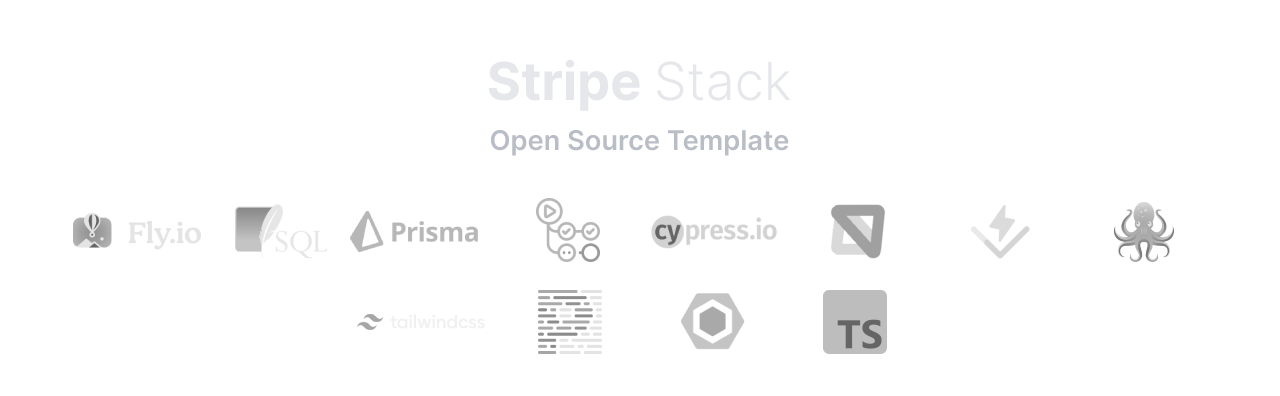 Stripe Stack
Open Source Template
Fly.io SQL Prisma cypress.io
tailwindcss TS